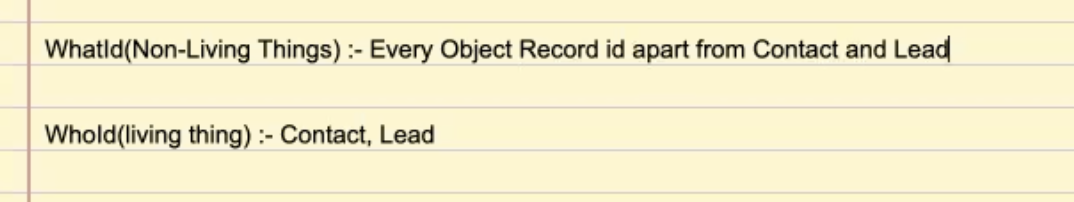 WhatId(Non-Living Things) :- Every Object Record id apart from Contact and Lead
WhoId(living thing) :- Contact, Lead